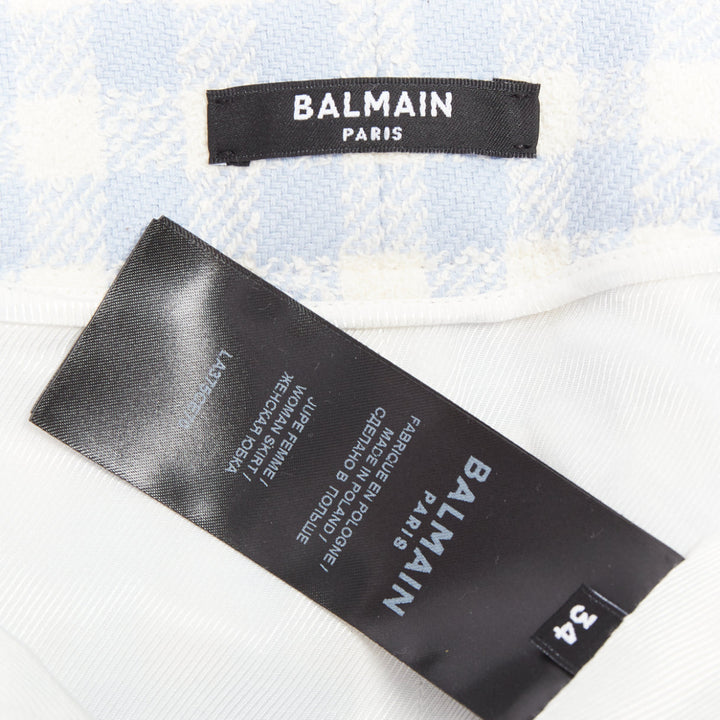 BALMAIN
PARIS
BALMAIN
PARIS
FABRIQUE EN POLOGNE /
MADE IN POLAND /
СДЕЛАНО В ПОЛЬШЕ
JUPE FEMME /
WOMAN SKIRT /
ЖЕНСКАЯ ЮБКА
34